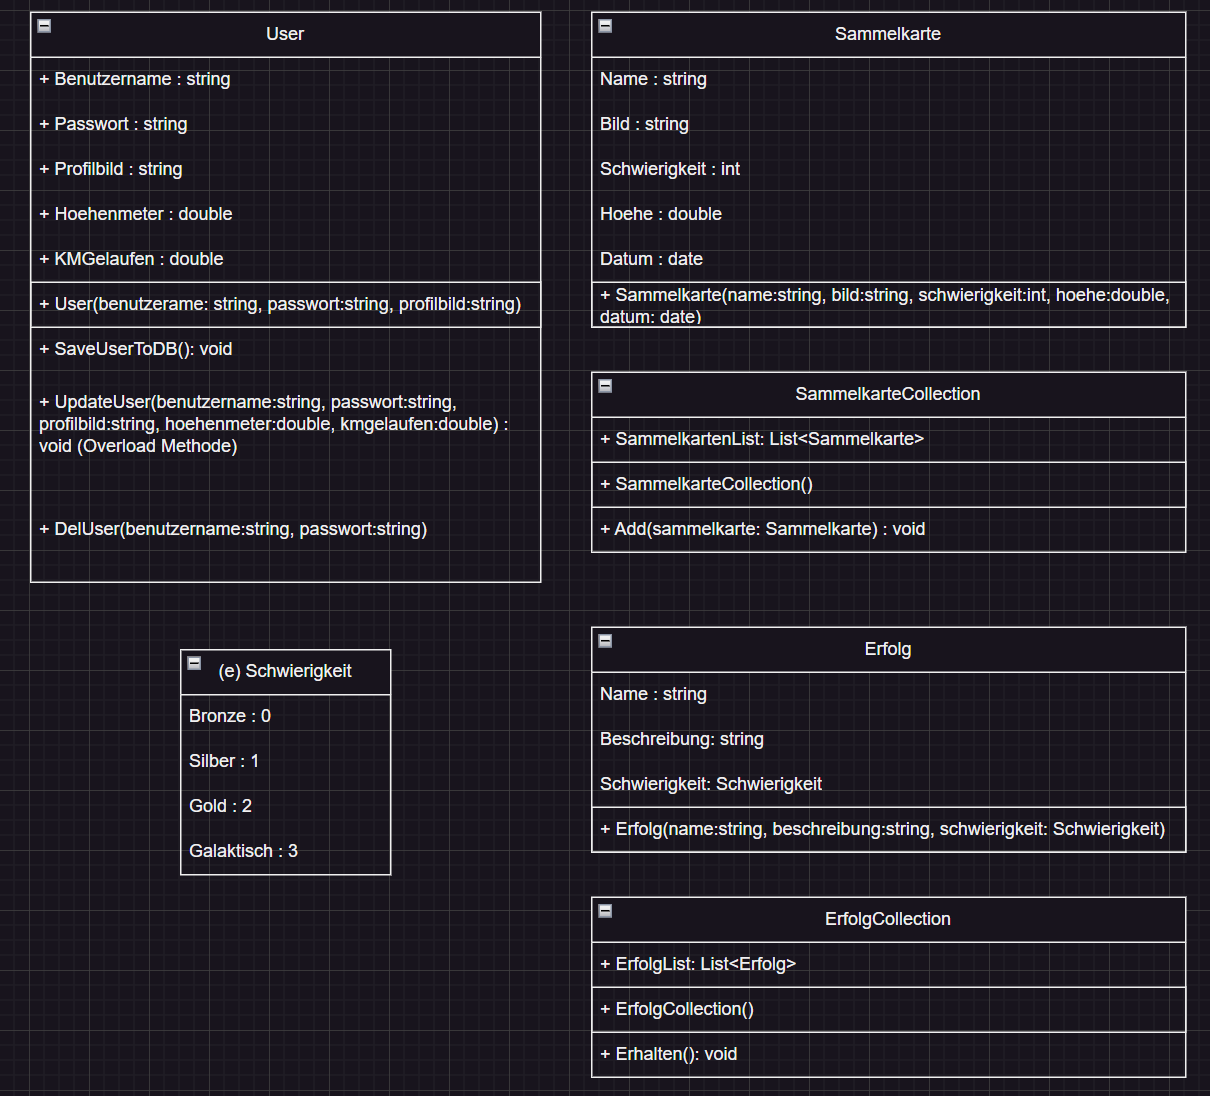 User
+ Benutzername : string
+ Passwort : string
+ Profilbild : string
+ Hoehenmeter : double
+ KMGelaufen : double
+ User(benutzerame: string, passwort:string, profilbild:string)
+ SaveUserToDB(): void
+ UpdateUser(benutzername:string, passwort:string,
profilbild:string, hoehenmeter:double, kmgelaufen:double) :
void (Overload Methode)
+ DelUser(benutzername:string, passwort:string)
(e) Schwierigkeit
Bronze : 0
Silber : 1
Gold : 2
Galaktisch : 3
Sammelkarte
Name : string
Bild : string
Schwierigkeit : int
Hoehe : double
Datum : date
+ Sammelkarte(name:string, bild:string, schwierigkeit:int, hoehe:double,
datum: date)
SammelkarteCollection
+ SammelkartenList: List<Sammelkarte>
+ SammelkarteCollection()
+ Add(sammelkarte: Sammelkarte) : void
Erfolg
Name : string
Beschreibung: string
Schwierigkeit: Schwierigkeit
+ Erfolg(name:string, beschreibung:string, schwierigkeit: Schwierigkeit)
ErfolgCollection
+ ErfolgList: List<Erfolg>
+ ErfolgCollection()
+ Erhalten(): void